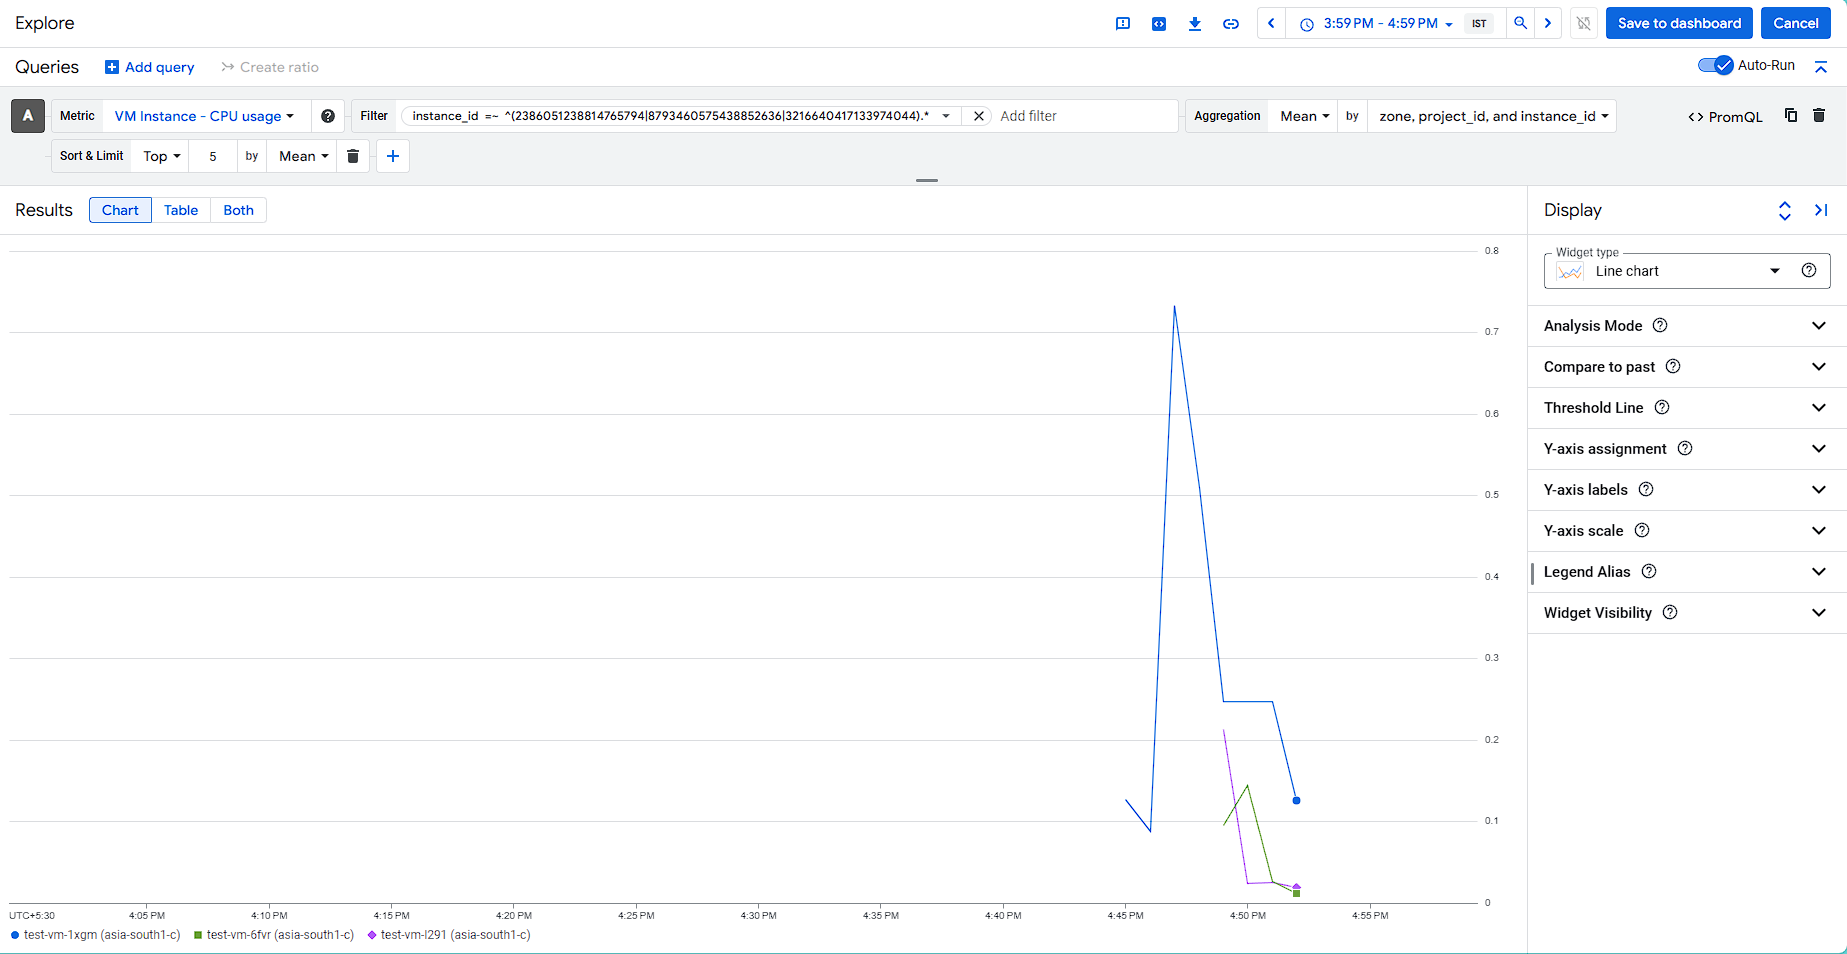 Explore
3:59 PM - 4:59 PM IST
Save to dashboard
Cancel
Queries
Add query
Create ratio
Auto-Run
A
Metric VM Instance - CPU usage
Filter instance_id =~ ^(2386051238814765794|8793460575438852636|3216640417133974044).*
Add filter
Aggregation Mean by zone, project_id, and instance_id
<> PromQL
Sort & Limit Top 5 by Mean
Results
Chart
Table
Both
Display
Widget type
Line chart
Analysis Mode
Compare to past
Threshold Line
Y-axis assignment
Y-axis labels
Y-axis scale
Legend Alias
Widget Visibility
0.8
0.7
0.6
0.5
0.4
0.3
0.2
0.1
0
UTC+5:30 4:05 PM 4:10 PM 4:15 PM 4:20 PM 4:25 PM 4:30 PM 4:35 PM 4:40 PM 4:45 PM 4:50 PM 4:55 PM
test-vm-1xgm (asia-south1-c) test-vm-6fvr (asia-south1-c) test-vm-l291 (asia-south1-c)